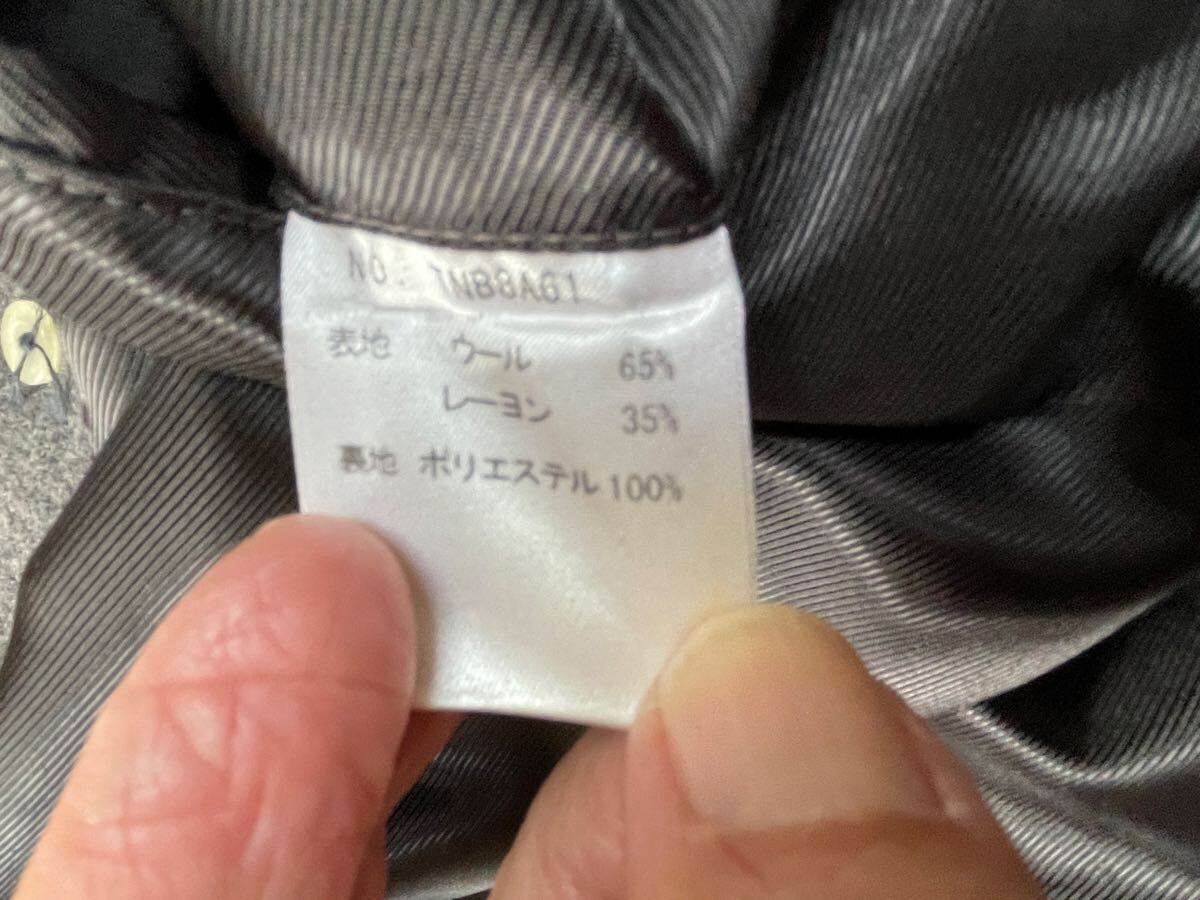 NO. TNB8A61
表地 ウール 65%
レーヨン 35%
裏地 ポリエステル 100%